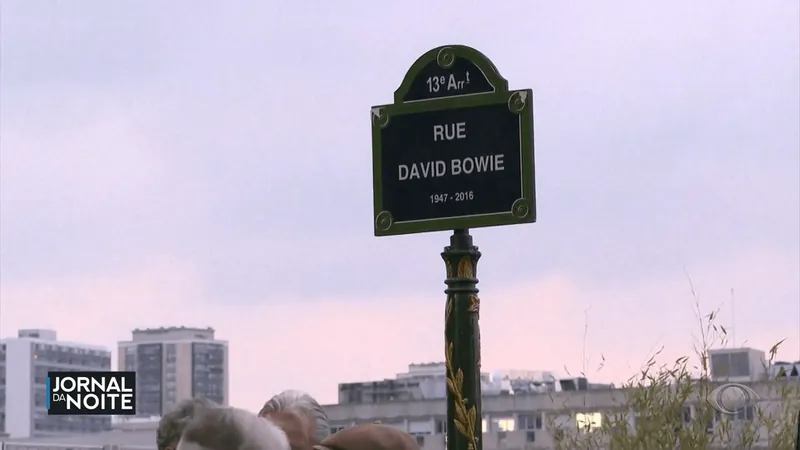 13e Arrt
RUE
DAVID BOWIE
1947 - 2016
JORNAL
DA NOITE